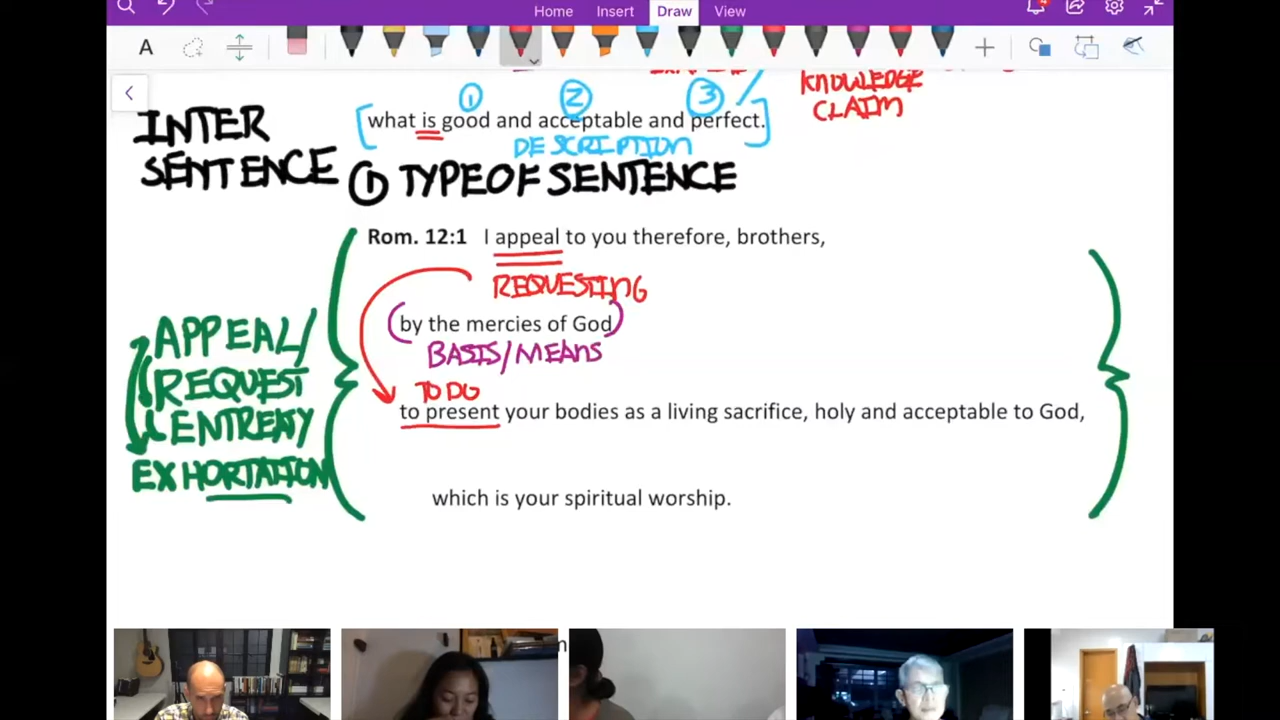 Home Insert Draw View
A
KNOWLEDGE
CLAIM
① ② ③
[what is good and acceptable and perfect.]
DESCRIPTION
INTER
SENTENCE
① TYPE OF SENTENCE
Rom. 12:1 I appeal to you therefore, brothers,
REQUESTING
(by the mercies of God)
BASIS/MEANS
TO DO
to present your bodies as a living sacrifice, holy and acceptable to God,
which is your spiritual worship.
APPEAL/
REQUEST
ENTREATY
EXHORTATION